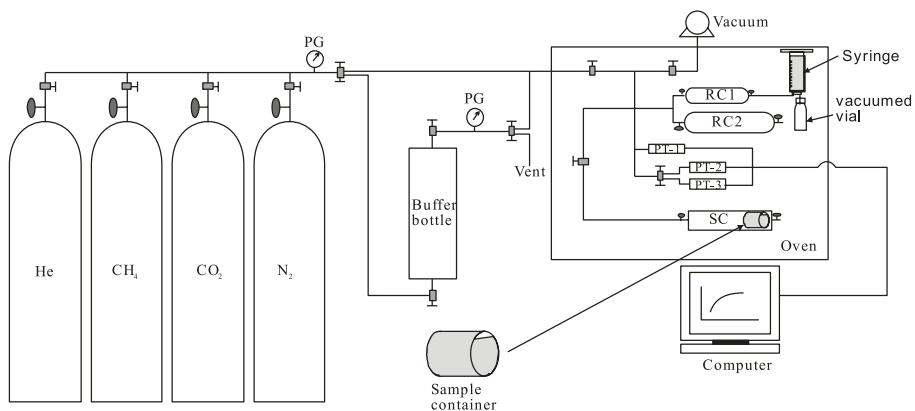 Vacuum
PG
Syringe
RC1
vacuumed
vial
PG
RC2
PT-1
Vent
PT-2
PT-3
Buffer
bottle
SC
Oven
He
CH4
CO2
N2
Sample
container
Computer